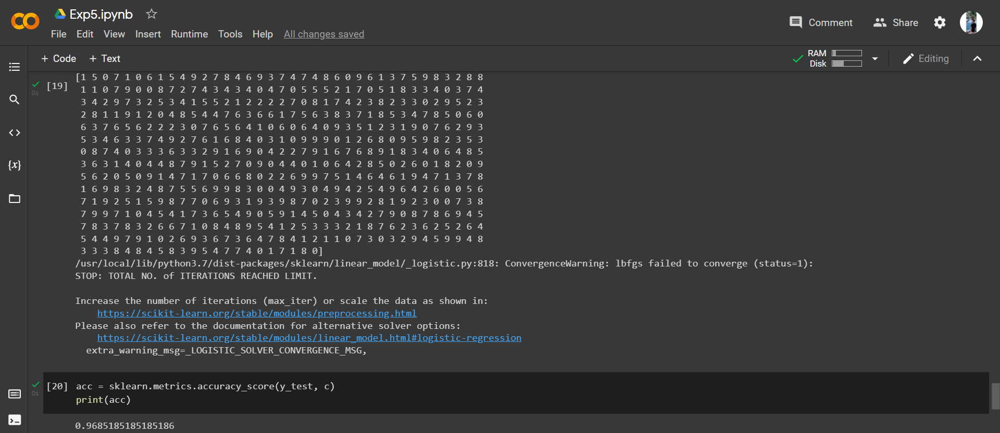 Exp5.ipynb
File Edit View Insert Runtime Tools Help All changes saved
Comment Share
+ Code + Text
RAM
Disk
Editing
[19]
0s
[1 5 0 7 1 0 6 1 5 4 9 2 7 8 4 6 9 3 7 4 7 4 8 6 0 9 6 1 3 7 5 9 8 3 2 8 8
1 1 0 7 9 0 0 8 7 2 7 4 3 4 3 4 0 4 7 0 5 5 5 2 1 7 0 5 1 8 3 3 4 0 3 7 4
3 4 2 9 7 3 2 5 3 4 1 5 5 2 1 2 2 2 2 7 0 8 1 7 4 2 3 8 2 3 3 0 2 9 5 2 3
2 8 1 1 9 1 2 0 4 8 5 4 4 7 6 3 6 6 1 7 5 6 3 8 3 7 1 8 5 3 4 7 8 5 0 6 0
6 3 7 6 5 6 2 2 2 3 0 7 6 5 6 4 1 0 6 0 6 4 0 9 3 5 1 2 3 1 9 0 7 6 2 9 3
5 3 4 6 3 3 7 4 9 2 7 6 1 6 8 4 0 3 1 0 9 9 9 0 1 2 6 8 0 9 5 9 8 2 3 5 3
0 8 7 4 0 3 3 3 6 3 3 2 9 1 6 9 0 4 2 2 7 9 1 6 7 6 8 9 1 8 3 4 0 6 4 8 5
3 6 3 1 4 0 4 4 8 7 9 1 5 2 7 0 9 0 4 4 0 1 0 6 4 2 8 5 0 2 6 0 1 8 2 0 9
5 6 2 0 5 0 9 1 4 7 1 7 0 6 6 8 0 2 2 6 9 9 7 5 1 4 6 4 6 1 9 4 7 1 3 7 8
1 6 9 8 3 2 4 8 7 5 5 6 9 9 8 3 0 0 4 9 3 0 4 9 4 2 5 4 9 6 4 2 6 0 0 5 6
7 1 9 2 5 1 5 9 8 7 7 0 6 9 3 1 9 3 9 8 7 0 2 3 9 9 2 8 1 9 2 3 0 0 7 3 8
7 9 9 7 1 0 4 5 4 1 7 3 6 5 4 9 0 5 9 1 4 5 0 4 3 4 2 7 9 0 8 7 8 6 9 4 5
7 8 3 7 8 3 2 6 6 7 1 0 8 4 8 9 5 4 1 2 5 3 3 3 2 1 8 7 6 2 3 6 2 5 2 6 4
5 4 4 9 7 9 1 0 2 6 9 3 6 7 3 6 4 7 8 4 1 2 1 1 0 7 3 0 3 2 9 4 5 9 9 4 8
3 3 3 8 4 8 4 5 8 3 9 5 4 7 7 4 0 1 7 1 8 0]
/usr/local/lib/python3.7/dist-packages/sklearn/linear_model/_logistic.py:818: ConvergenceWarning: lbfgs failed to converge (status=1):
STOP: TOTAL NO. of ITERATIONS REACHED LIMIT.
Increase the number of iterations (max_iter) or scale the data as shown in:
https://scikit-learn.org/stable/modules/preprocessing.html
Please also refer to the documentation for alternative solver options:
https://scikit-learn.org/stable/modules/linear_model.html#logistic-regression
extra_warning_msg=_LOGISTIC_SOLVER_CONVERGENCE_MSG,
[20] acc = sklearn.metrics.accuracy_score(y_test, c)
0s
print(acc)
0.9685185185185186